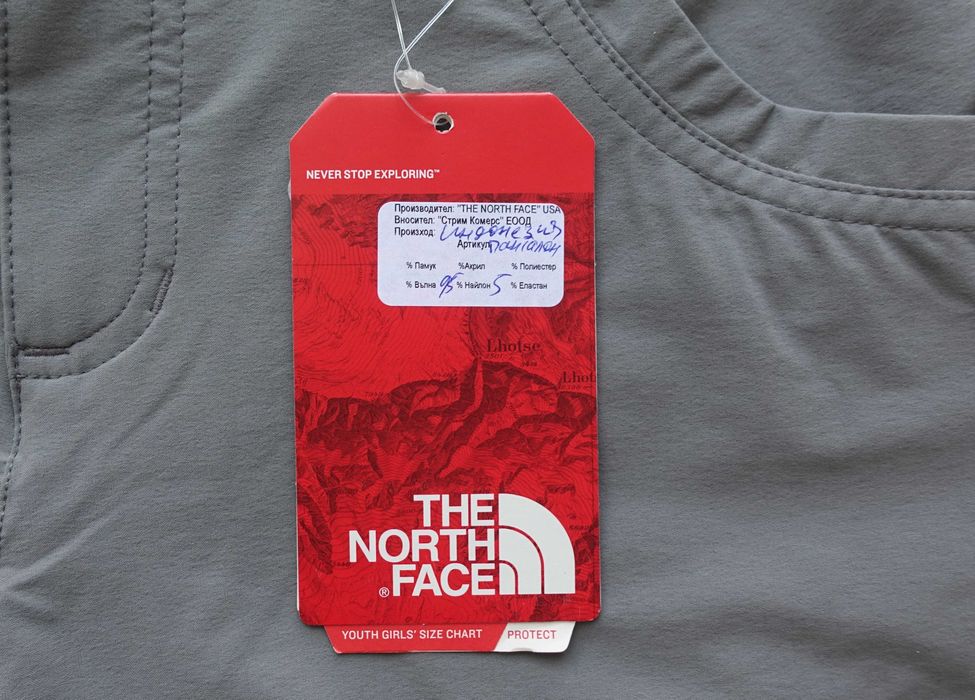 NEVER STOP EXPLORING™
Производител: "THE NORTH FACE" USA
Вносител: "Стрим Комерс" ЕООД
Произход: Индонезия
Артикул: панталон
% Памук % Акрил % Полиестер
% Вълна 95 % Найлон 5 % Еластан
Lhotse
Lhot
THE
NORTH
® FACE
YOUTH GIRLS' SIZE CHART PROTECT